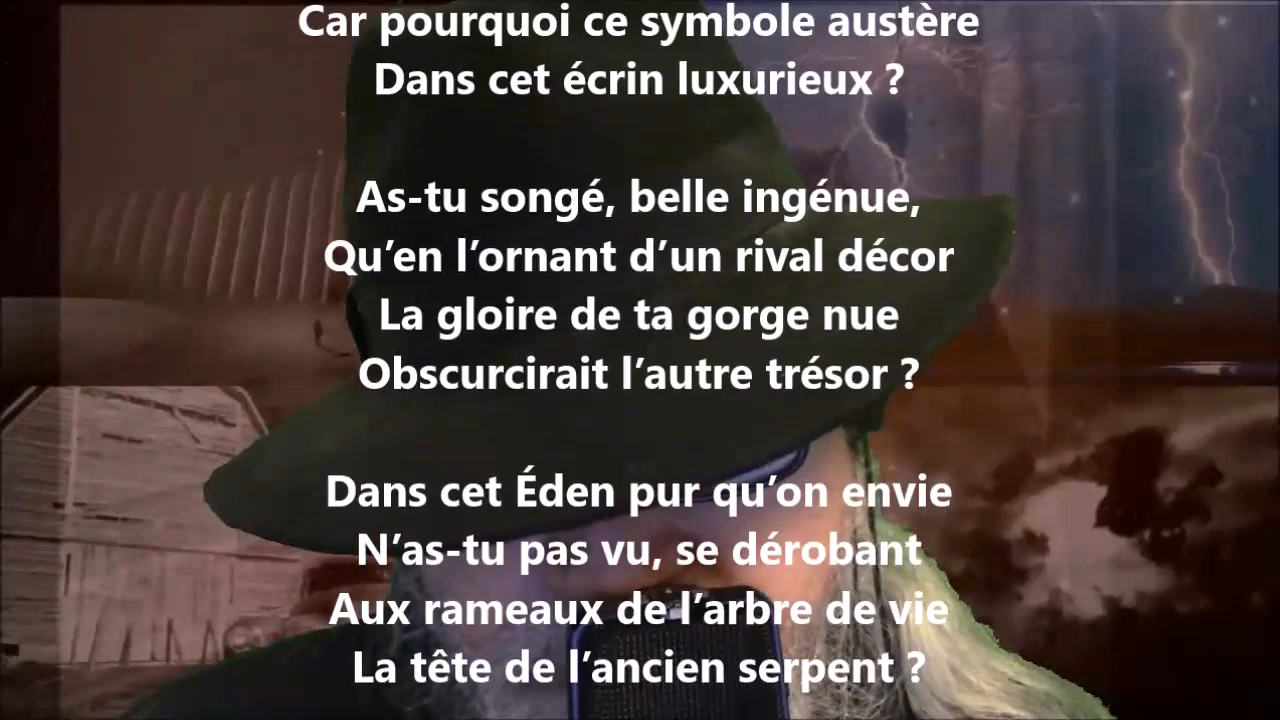 Car pourquoi ce symbole austère
Dans cet écrin luxurieux ?
As-tu songé, belle ingénue,
Qu’en l’ornant d’un rival décor
La gloire de ta gorge nue
Obscurcirait l’autre trésor ?
Dans cet Éden pur qu’on envie
N’as-tu pas vu, se dérobant
Aux rameaux de l’arbre de vie
La tête de l’ancien serpent ?